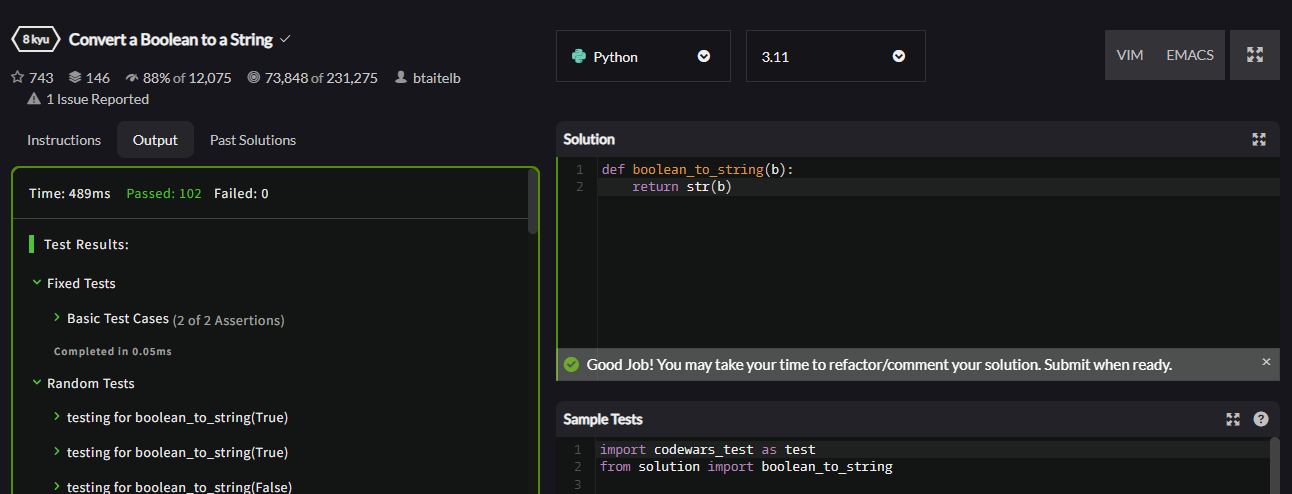 8 kyu Convert a Boolean to a String
743 146 88% of 12,075 73,848 of 231,275 btaitelb
1 Issue Reported
Instructions Output Past Solutions
Time: 489ms Passed: 102 Failed: 0
Test Results:
Fixed Tests
Basic Test Cases (2 of 2 Assertions)
Completed in 0.05ms
Random Tests
testing for boolean_to_string(True)
testing for boolean_to_string(True)
testing for boolean_to_string(False)
Python 3.11 VIM EMACS
Solution
1 def boolean_to_string(b):
2 return str(b)
Good Job! You may take your time to refactor/comment your solution. Submit when ready. ×
Sample Tests ?
1 import codewars_test as test
2 from solution import boolean_to_string
3